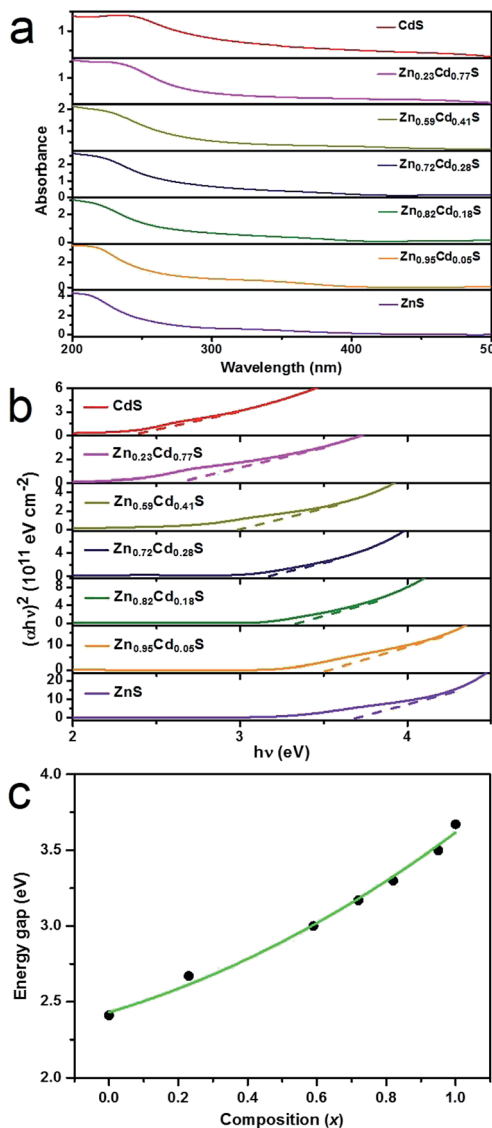 a
CdS
1
Zn0.23Cd0.77S
1
Zn0.59Cd0.41S
2
1
Zn0.72Cd0.28S
2
1
0
Zn0.82Cd0.18S
2
0
Zn0.95Cd0.05S
2
0
ZnS
4
2
0
Absorbance
200 300 400 500
Wavelength (nm)
b
CdS
6
3
0
Zn0.23Cd0.77S
4
2
0
Zn0.59Cd0.41S
4
2
0
Zn0.72Cd0.28S
4
0
Zn0.82Cd0.18S
8
4
0
Zn0.95Cd0.05S
10
0
ZnS
20
10
0
(αhν)2 (1011 eV cm-2)
2 3 4
hν (eV)
c
4.0
3.5
3.0
2.5
2.0
Energy gap (eV)
0.0 0.2 0.4 0.6 0.8 1.0
Composition (x)